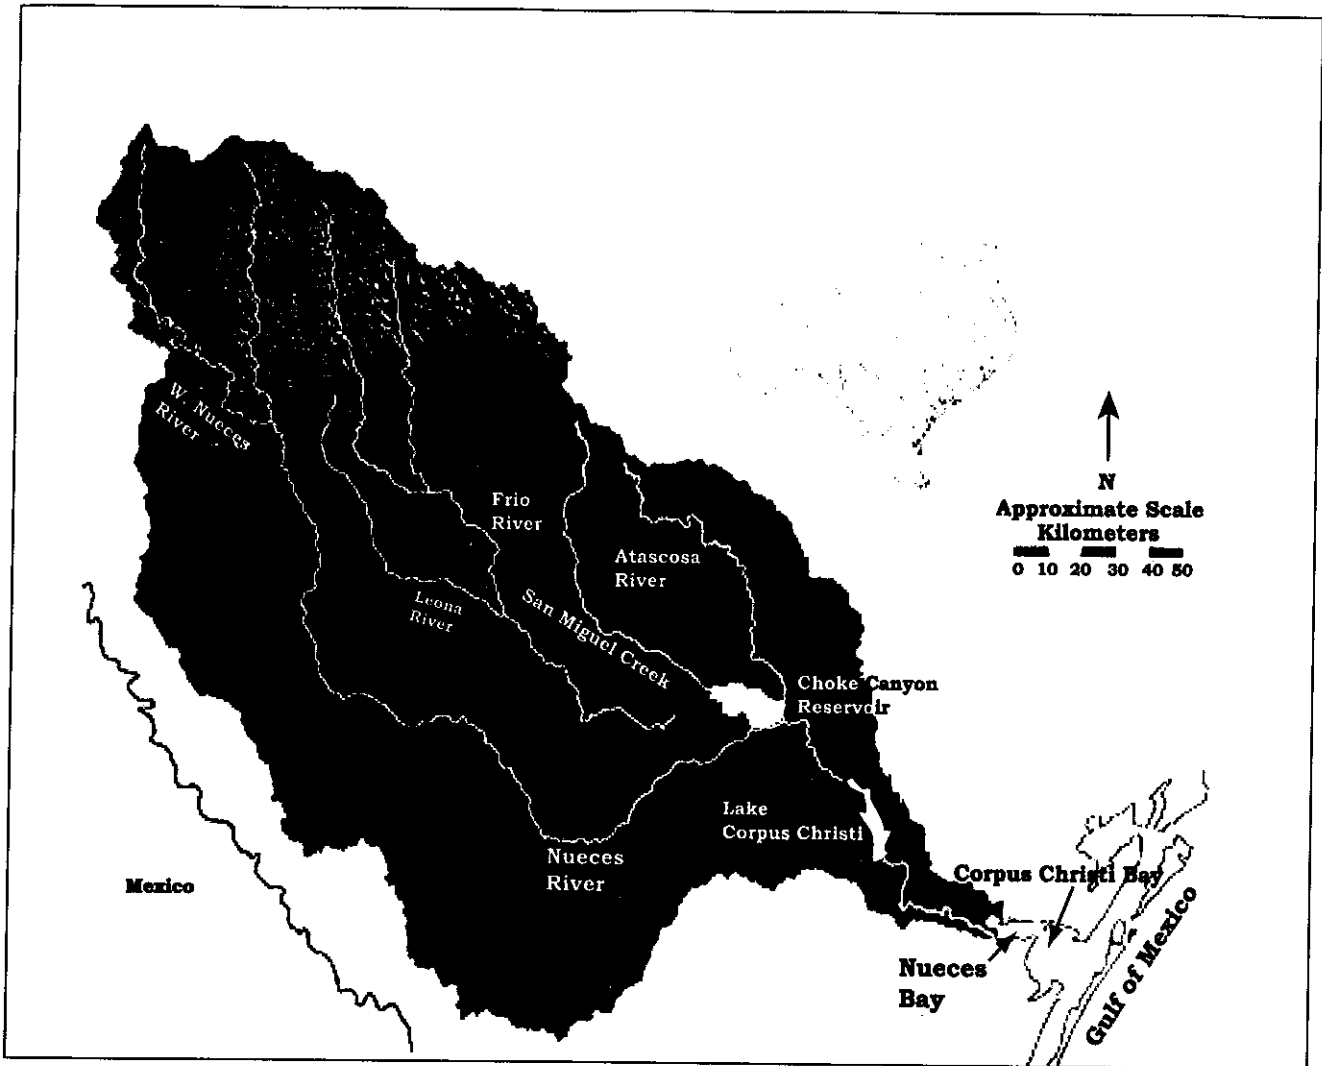 W. Nueces
River
Frio
River
N
Approximate Scale
Kilometers
0 10 20 30 40 50
Atascosa
River
Leona
River
San Miguel Creek
Choke Canyon
Reservoir
Lake
Corpus Christi
Nueces
River
Mexico
Corpus Christi Bay
Nueces
Bay
Gulf of Mexico